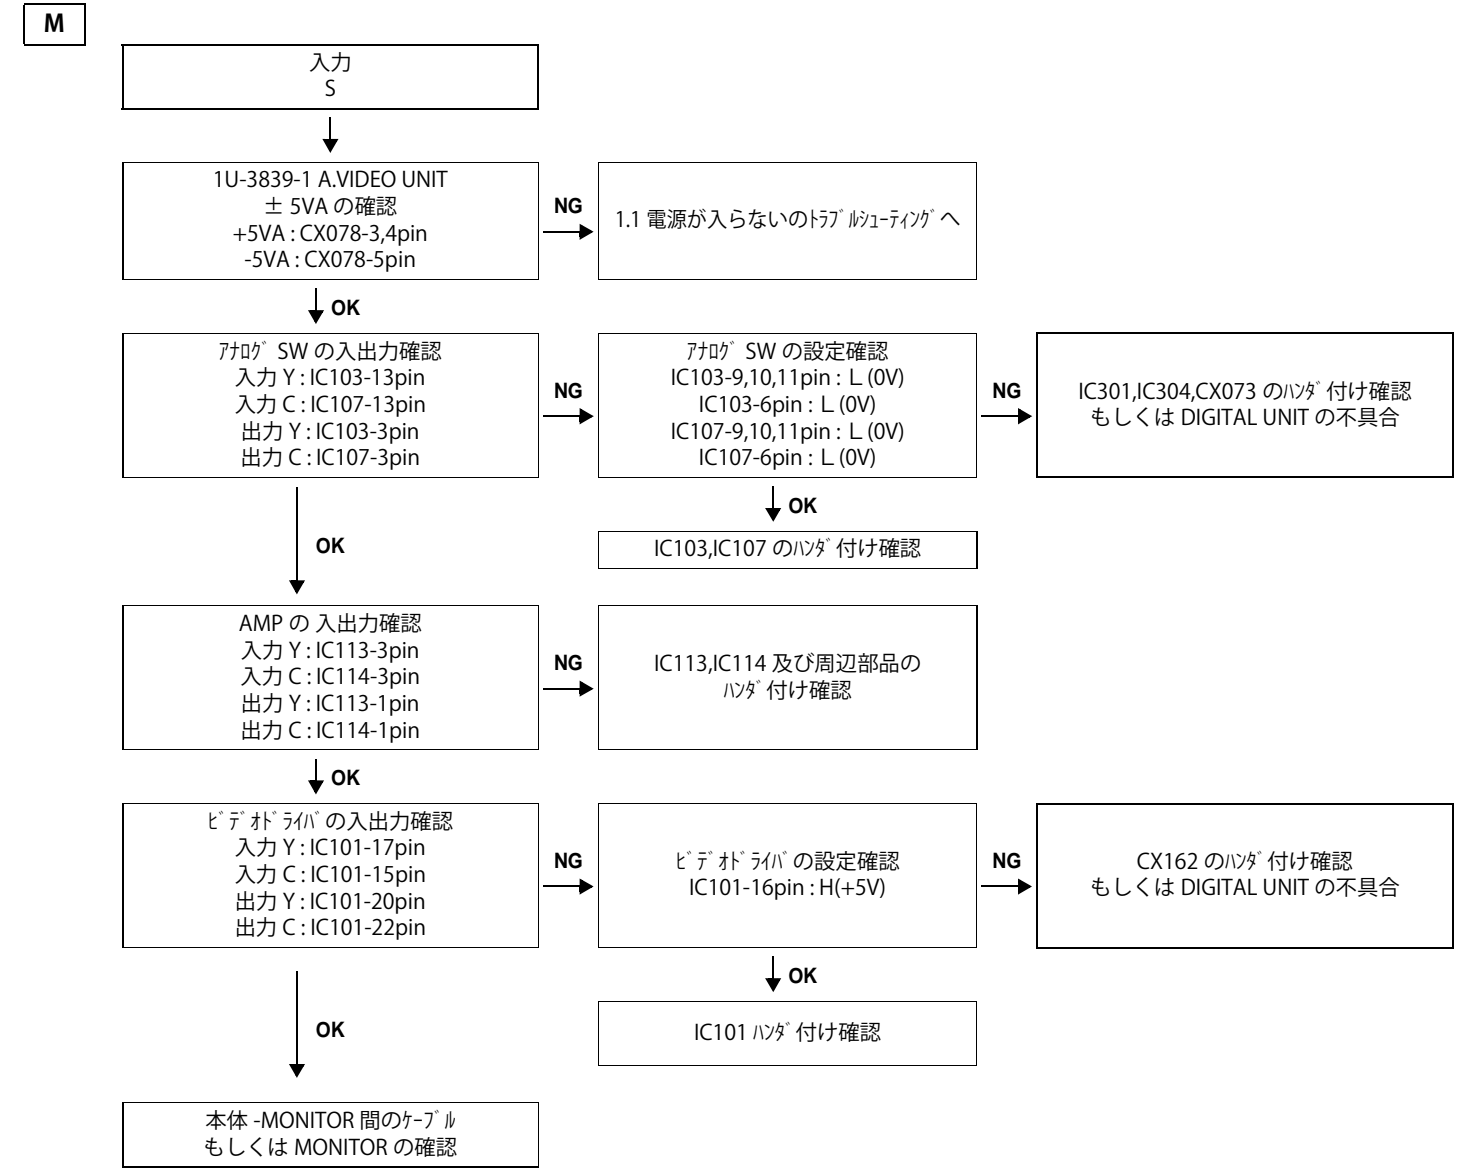 M
入力
S
1U-3839-1 A.VIDEO UNIT
± 5VA の確認
+5VA : CX078-3,4pin
-5VA : CX078-5pin
NG
1.1 電源が入らないのﾄﾗﾌﾞﾙｼｭｰﾃｨﾝｸﾞへ
OK
ｱﾅﾛｸﾞ SW の入出力確認
入力 Y : IC103-13pin
入力 C : IC107-13pin
出力 Y : IC103-3pin
出力 C : IC107-3pin
NG
ｱﾅﾛｸﾞ SW の設定確認
IC103-9,10,11pin : L (0V)
IC103-6pin : L (0V)
IC107-9,10,11pin : L (0V)
IC107-6pin : L (0V)
NG
IC301,IC304,CX073 のﾊﾝﾀﾞ付け確認
もしくは DIGITAL UNIT の不具合
OK
IC103,IC107 のﾊﾝﾀﾞ付け確認
OK
AMP の 入出力確認
入力 Y : IC113-3pin
入力 C : IC114-3pin
出力 Y : IC113-1pin
出力 C : IC114-1pin
NG
IC113,IC114 及び周辺部品の
ﾊﾝﾀﾞ付け確認
OK
ﾋﾞﾃﾞｵﾄﾞﾗｲﾊﾞの入出力確認
入力 Y : IC101-17pin
入力 C : IC101-15pin
出力 Y : IC101-20pin
出力 C : IC101-22pin
NG
ﾋﾞﾃﾞｵﾄﾞﾗｲﾊﾞの設定確認
IC101-16pin : H(+5V)
NG
CX162 のﾊﾝﾀﾞ付け確認
もしくは DIGITAL UNIT の不具合
OK
IC101 ﾊﾝﾀﾞ付け確認
OK
本体 -MONITOR 間のｹｰﾌﾞﾙ
もしくは MONITOR の確認